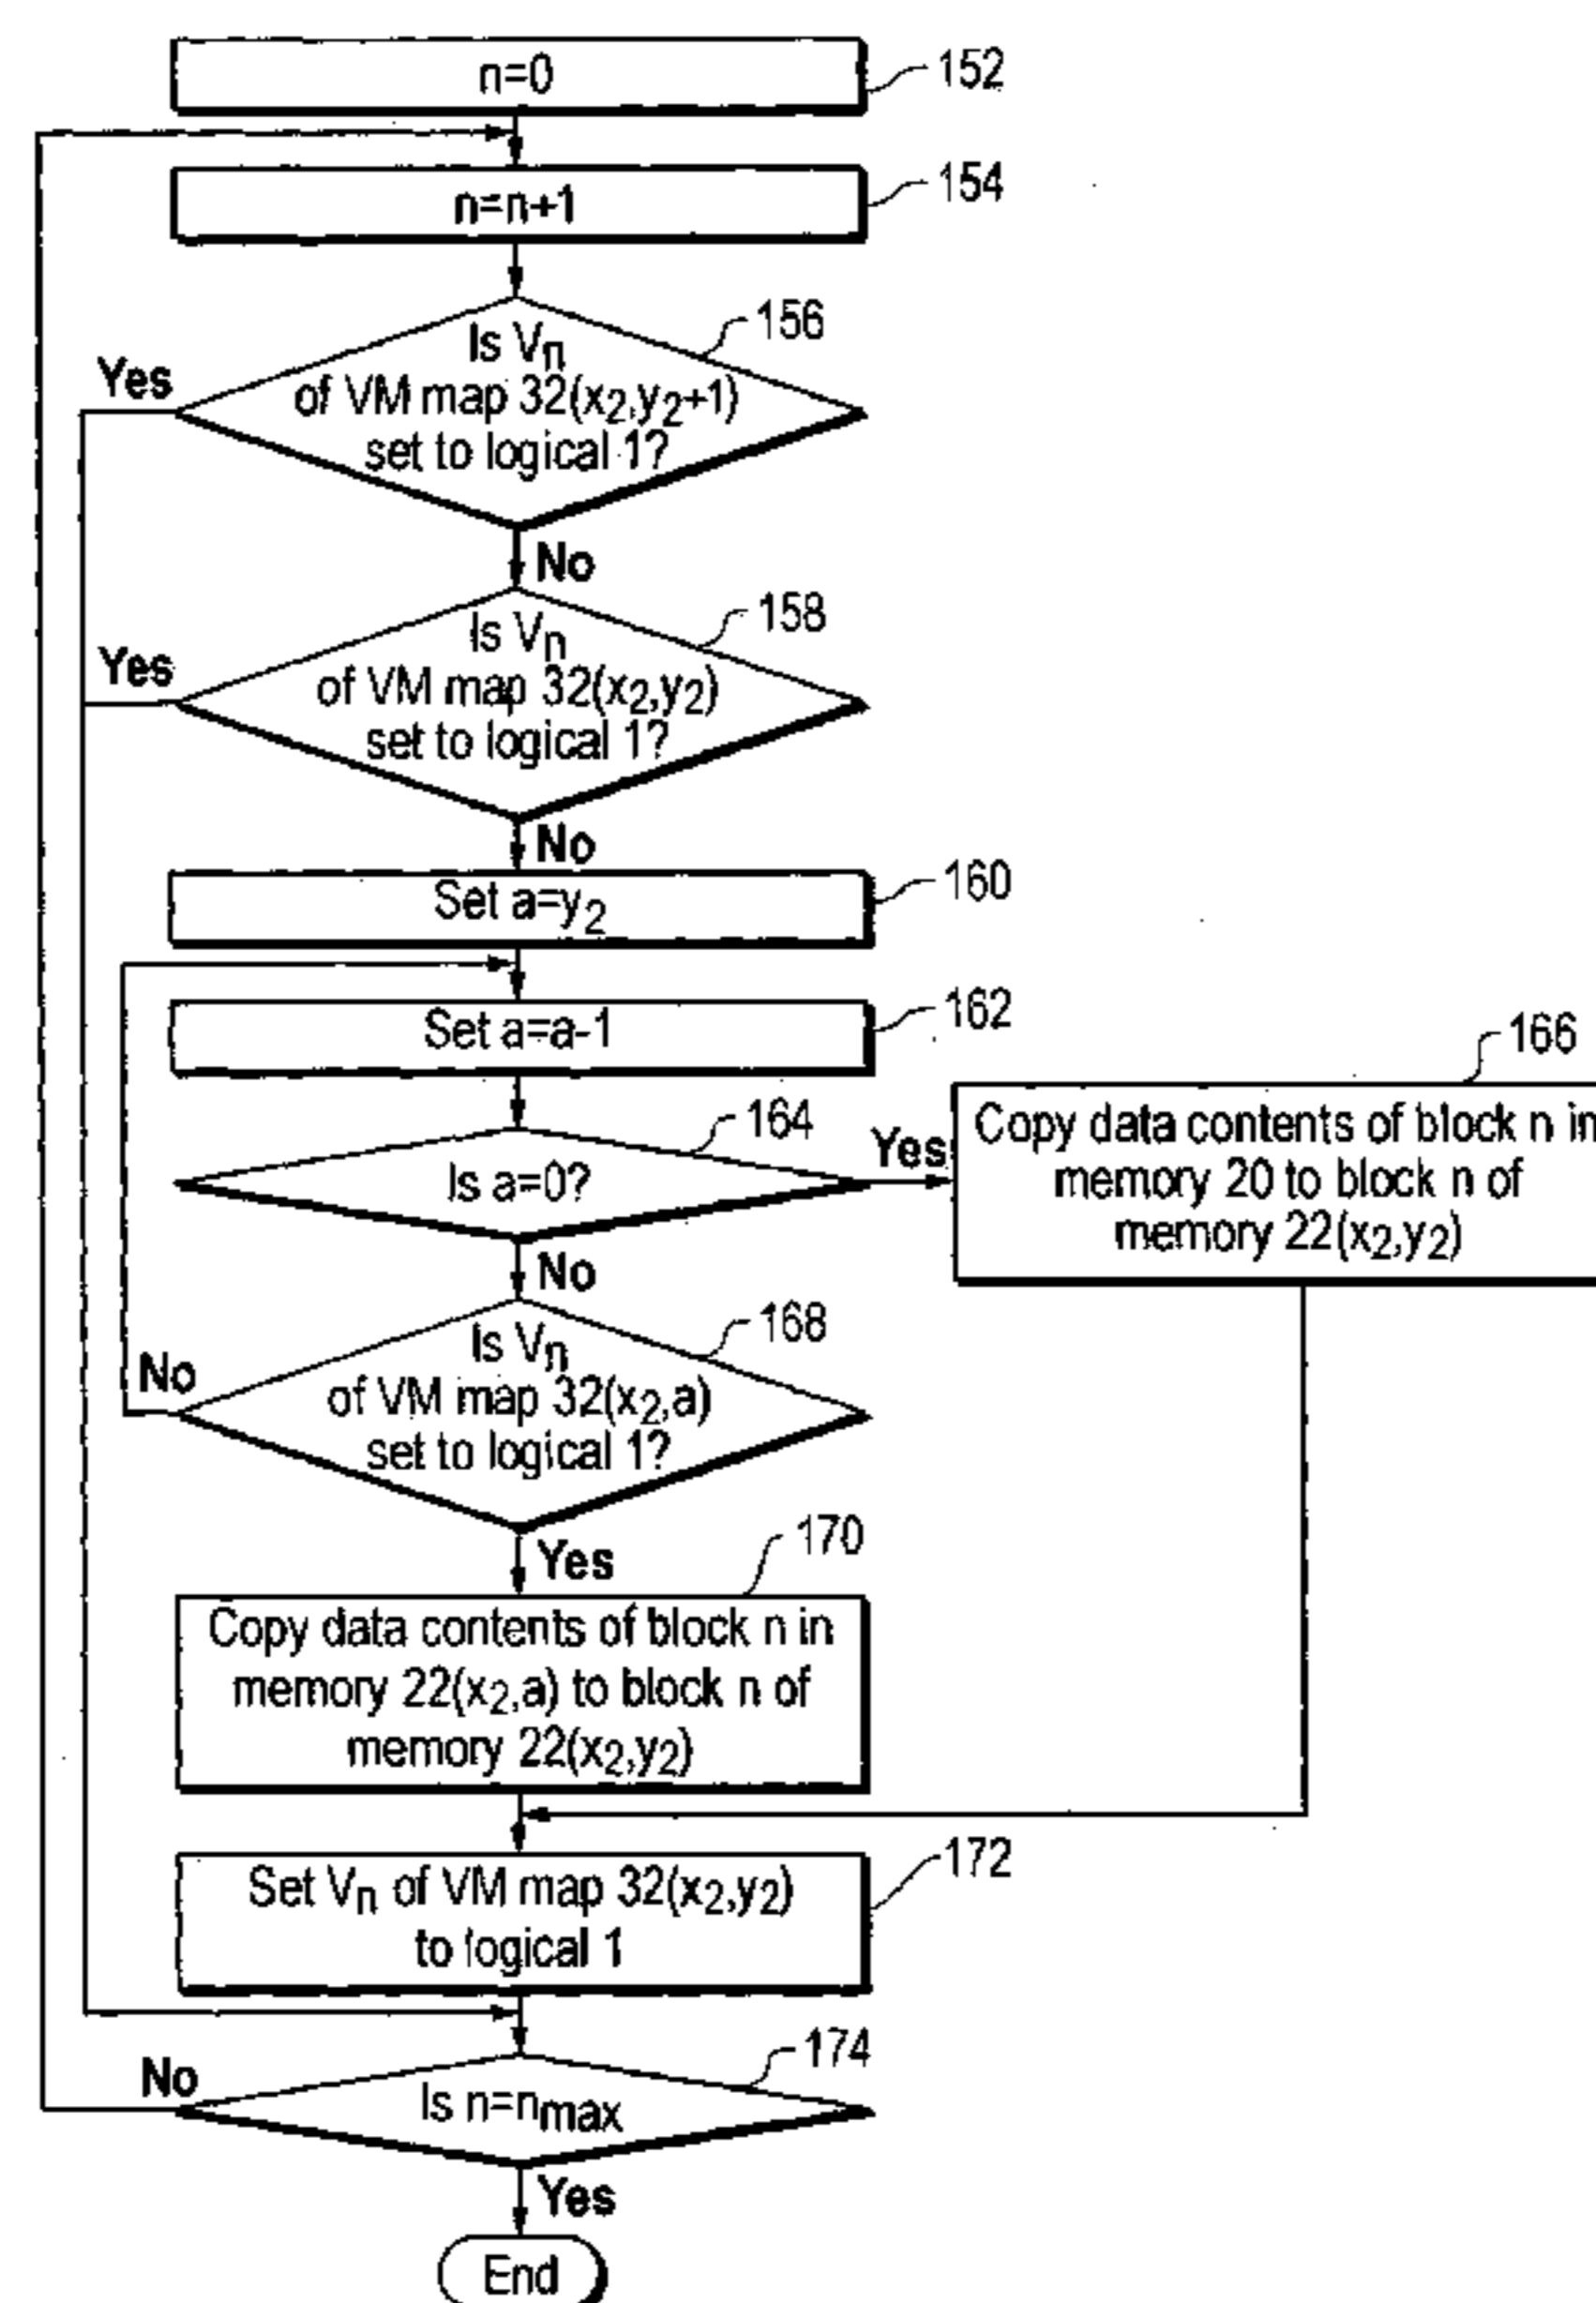 n=0
152
n=n+1
154
156
Yes
Is Vn
of VM map 32(x2,y2+1)
set to logical 1?
No
158
Yes
Is Vn
of VM map 32(x2,y2)
set to logical 1?
No
160
Set a=y2
162
Set a=a-1
164
Is a=0?
Yes
166
Copy data contents of block n in
memory 20 to block n of
memory 22(x2,y2)
No
168
No
Is Vn
of VM map 32(x2,a)
set to logical 1?
Yes
170
Copy data contents of block n in
memory 22(x2,a) to block n of
memory 22(x2,y2)
172
Set Vn of VM map 32(x2,y2)
to logical 1
174
No
Is n=nmax
Yes
End